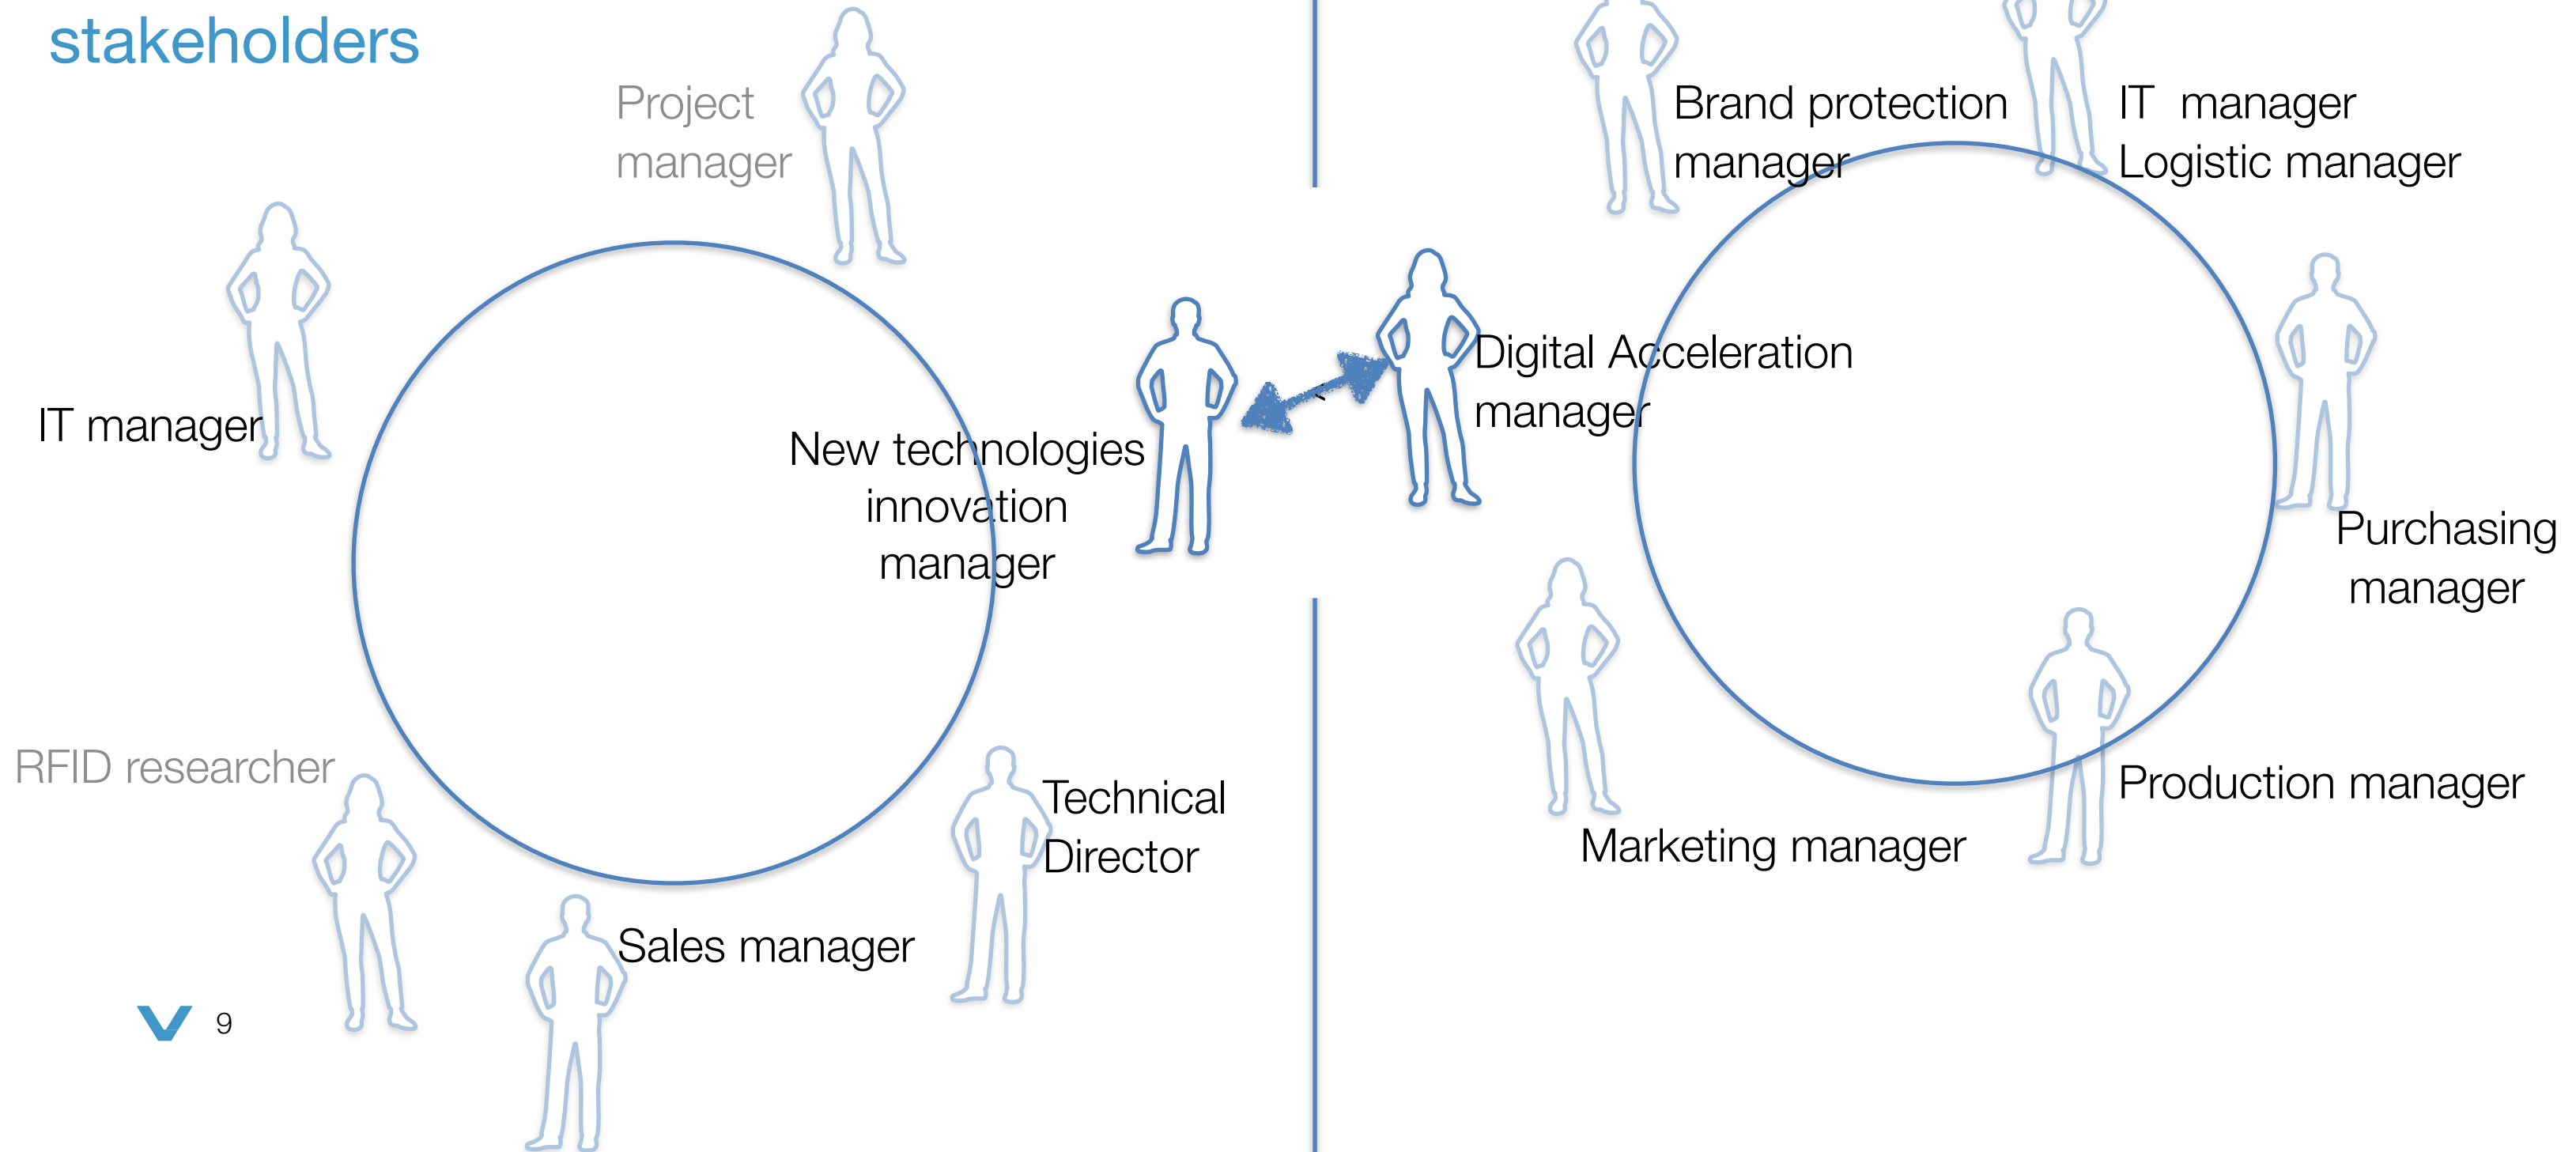 stakeholders
Project
manager
IT manager
New technologies
innovation
manager
RFID researcher
Technical
Director
Sales manager
9
Brand protection
manager
IT  manager
Logistic manager
Digital Acceleration
manager
Purchasing
manager
Production manager
Marketing manager